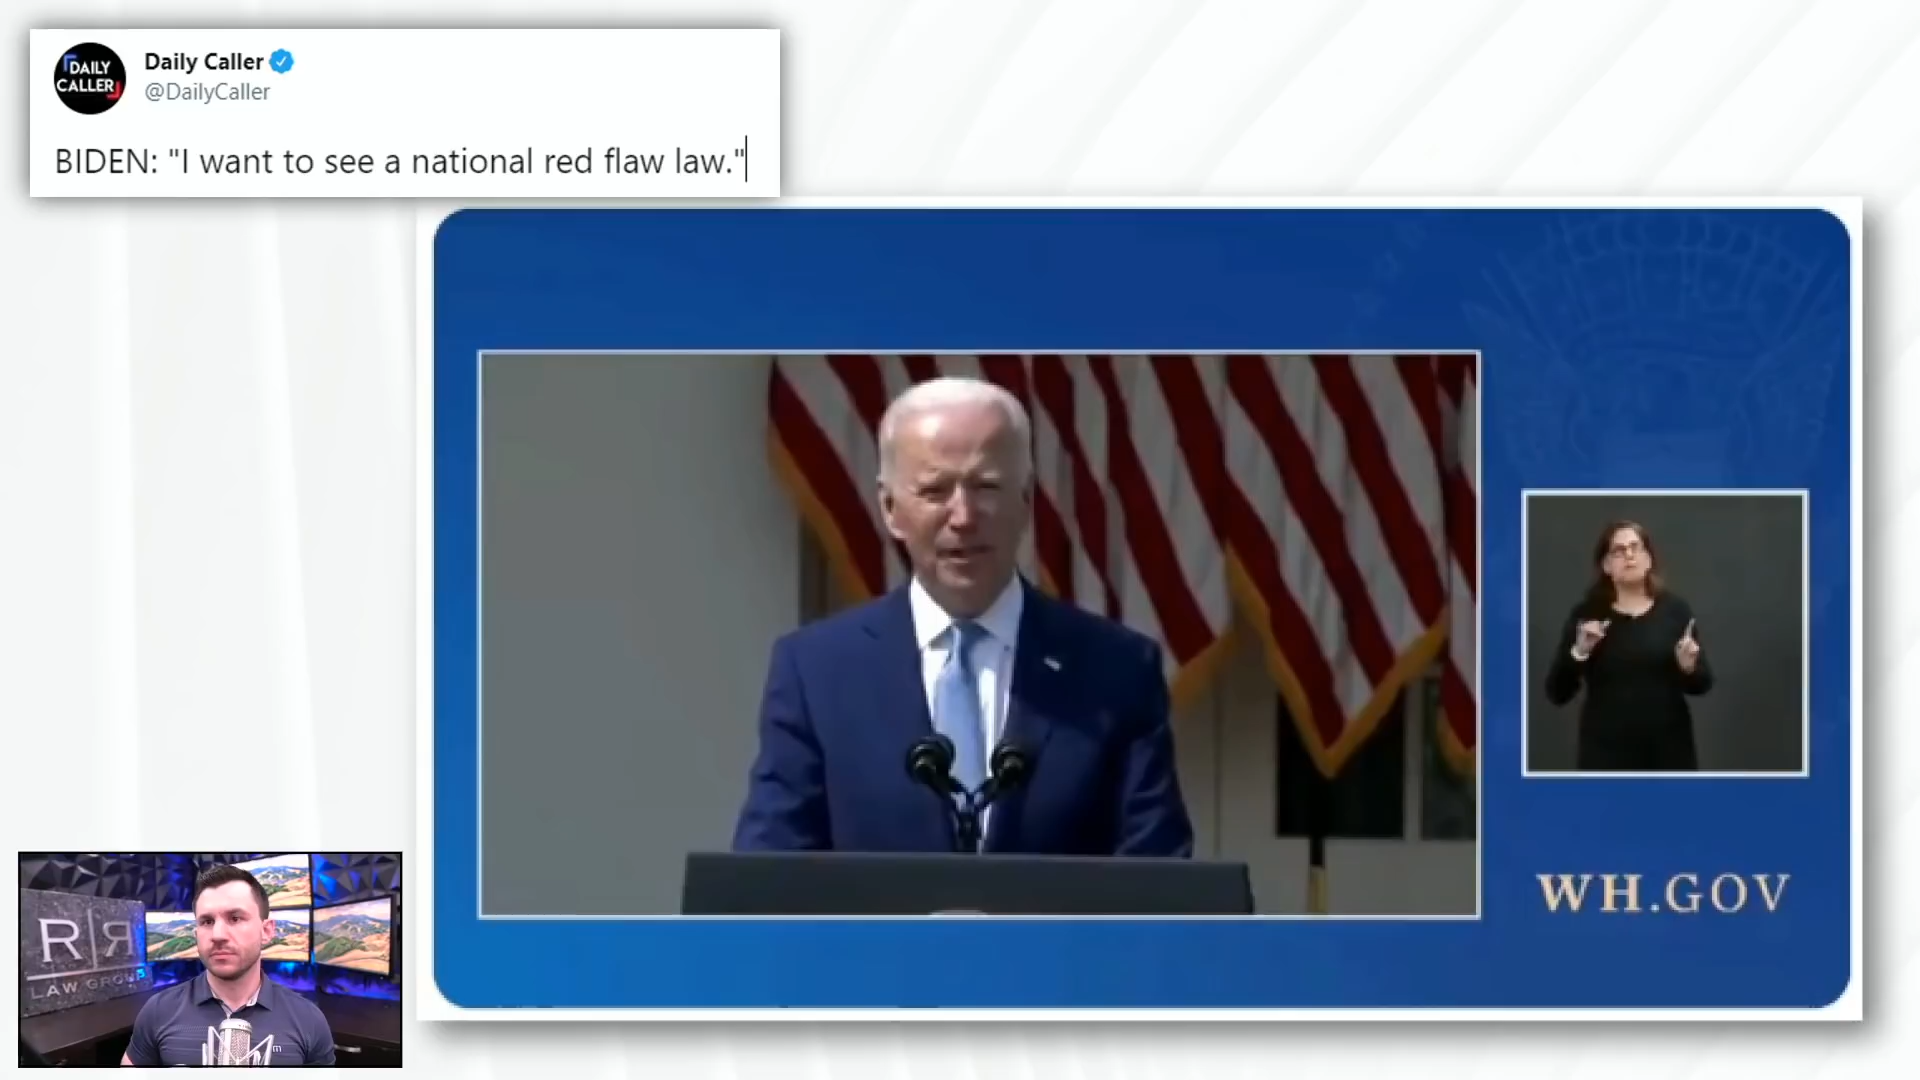 DAILY
CALLER
Daily Caller
@DailyCaller
BIDEN: "I want to see a national red flaw law."
WH.GOV
R|Я
LAW GROUP